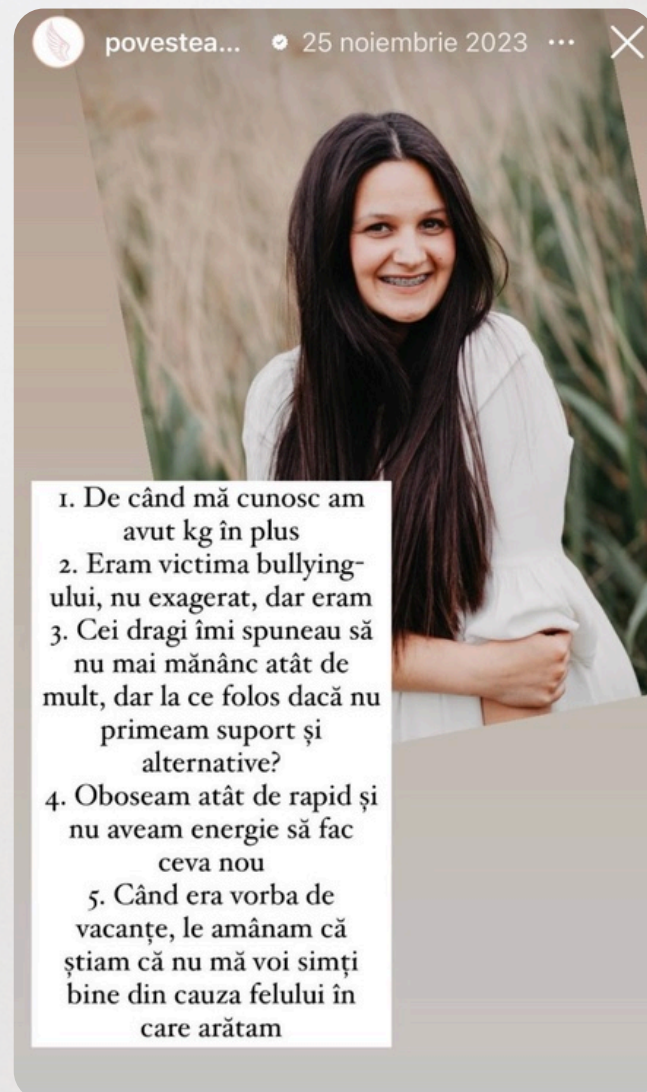 povestea... 25 noiembrie 2023 ...
1. De când mă cunosc am
avut kg în plus
2. Eram victima bullying-
ului, nu exagerat, dar eram
3. Cei dragi îmi spuneau să
nu mai mănânc atât de
mult, dar la ce folos dacă nu
primeam suport și
alternative?
4. Oboseam atât de rapid și
nu aveam energie să fac
ceva nou
5. Când era vorba de
vacanțe, le amânam că
știam că nu mă voi simți
bine din cauza felului în
care arătam